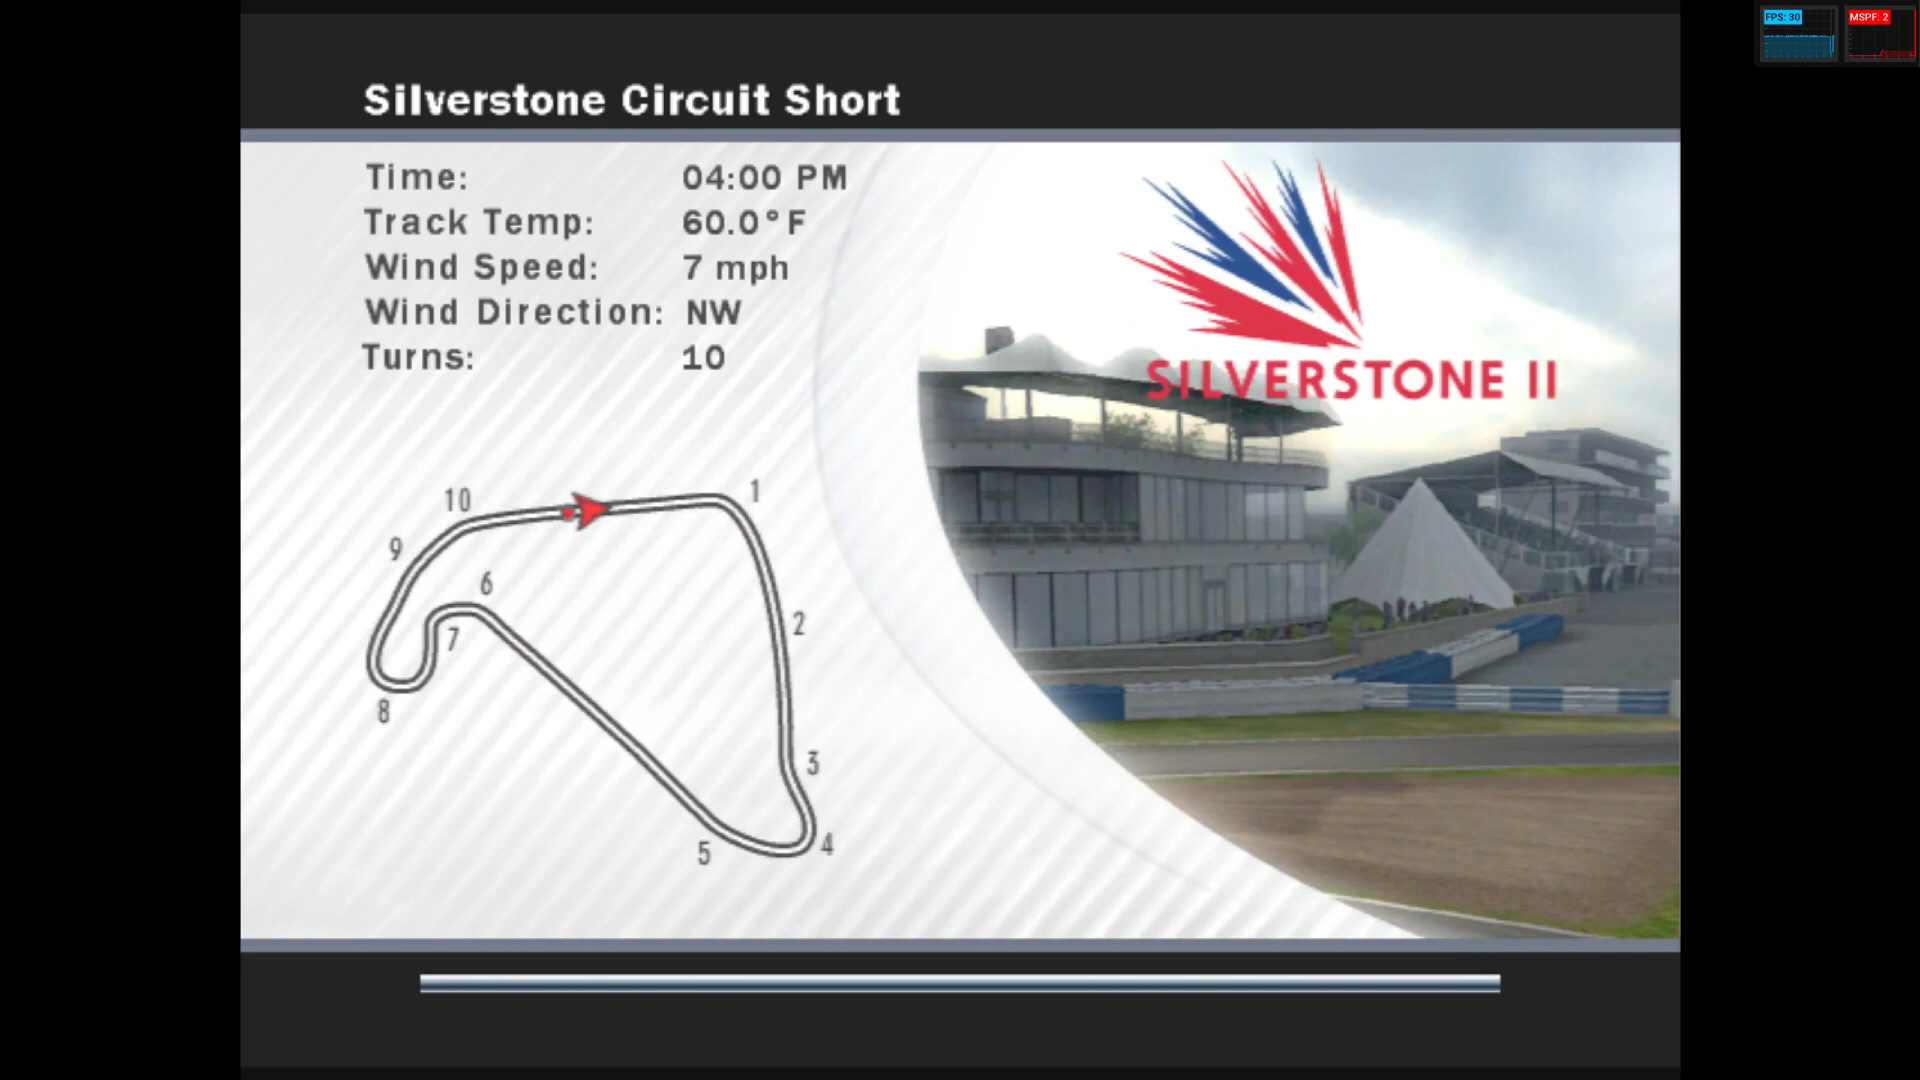 FPS: 30
MSPF: 2
Silverstone Circuit Short
Time: 04:00 PM
Track Temp: 60.0°F
Wind Speed: 7 mph
Wind Direction: NW
Turns: 10
SILVERSTONE II
1
2
3
4
5
6
7
8
9
10